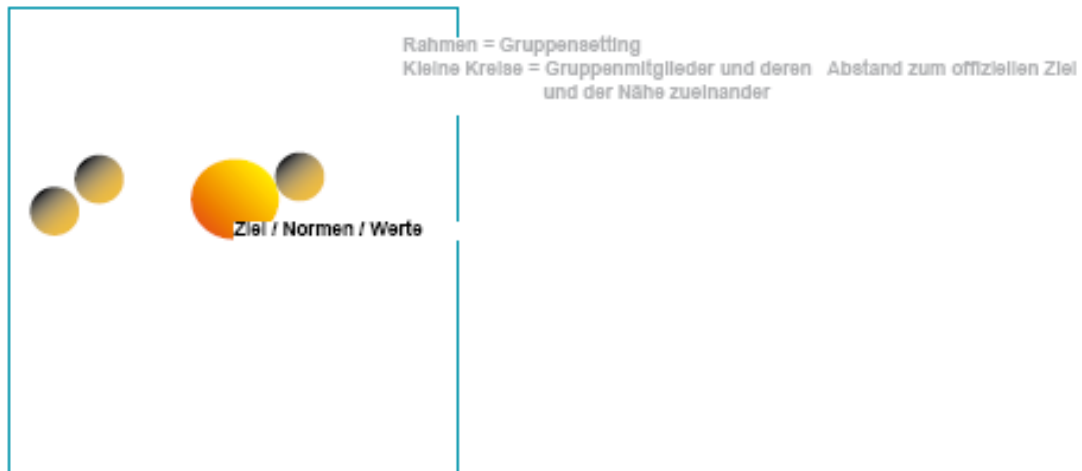 Rahmen = Gruppensetting
Kleine Kreise = Gruppenmitglieder und deren Abstand zum offiziellen Ziel
und der Nähe zueinander
Ziel / Normen / Werte